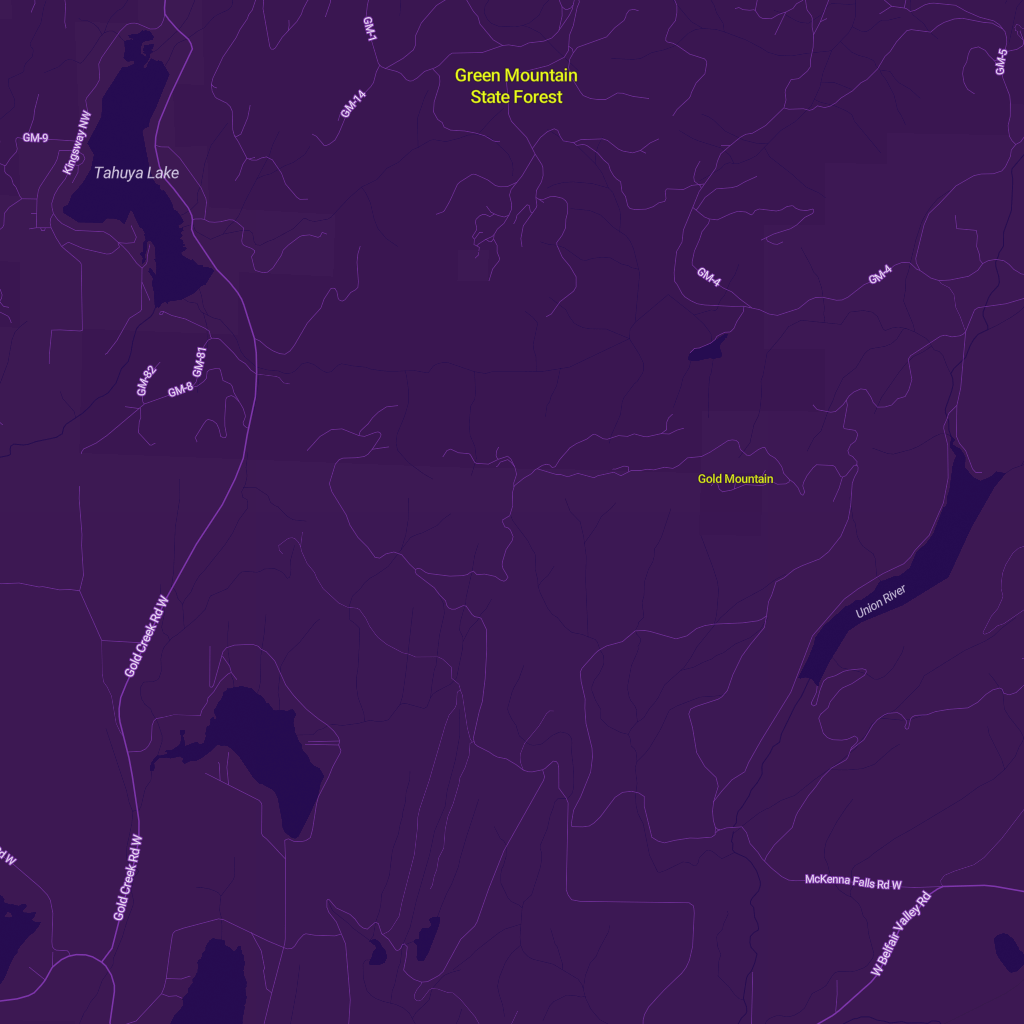 GM-1
GM-5
Green Mountain
State Forest
GM-14
GM-9
Kingsway NW
Tahuya Lake
GM-4
GM-4
GM-81
GM-82
GM-8
Gold Mountain
Union River
Gold Creek Rd W
Gold Creek Rd W
d W
McKenna Falls Rd W
W Belfair Valley Rd